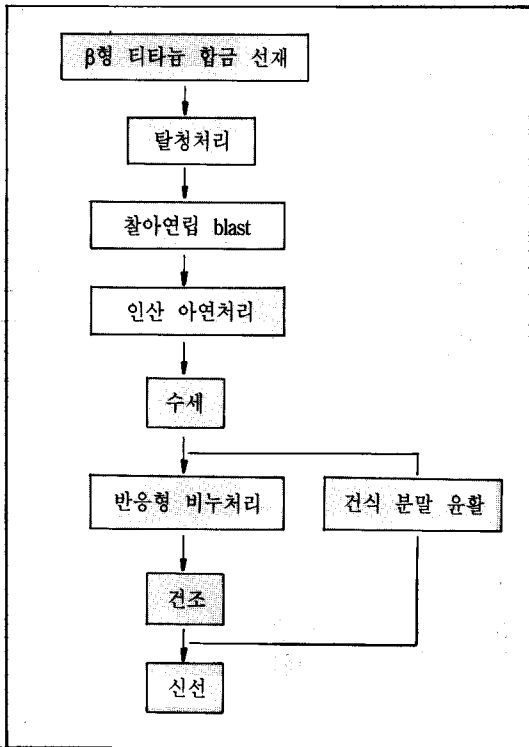 β형 티타늄 합금 선재
탈청처리
찰아연립 blast
인산 아연처리
수세
반응형 비누처리
건식 분말 윤활
건조
신선